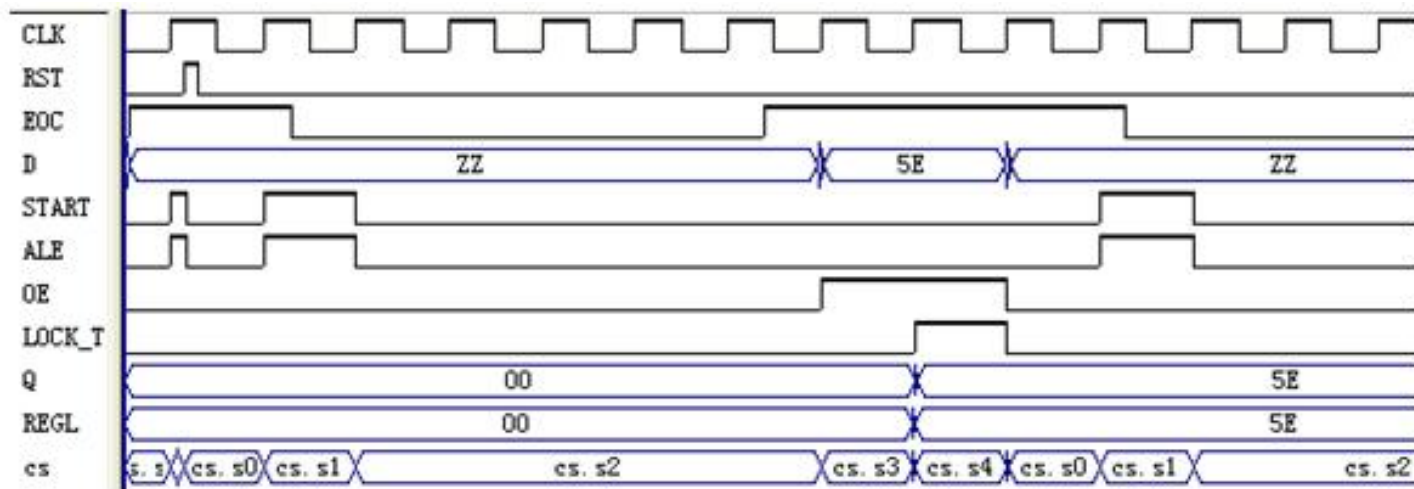 CLK
RST
EOC
D ZZ 5E ZZ
START
ALE
OE
LOCK_T
Q 00 5E
REGL 00 5E
cs s. s cs. s0 cs. s1 cs. s2 cs. s3 cs. s4 cs. s0 cs. s1 cs. s2